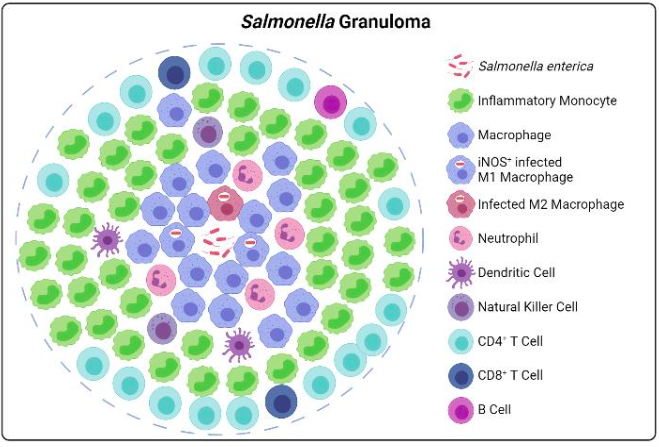 Salmonella Granuloma
Salmonella enterica
Inflammatory Monocyte
Macrophage
iNOS⁺ infected
M1 Macrophage
Infected M2 Macrophage
Neutrophil
Dendritic Cell
Natural Killer Cell
CD4⁺ T Cell
CD8⁺ T Cell
B Cell